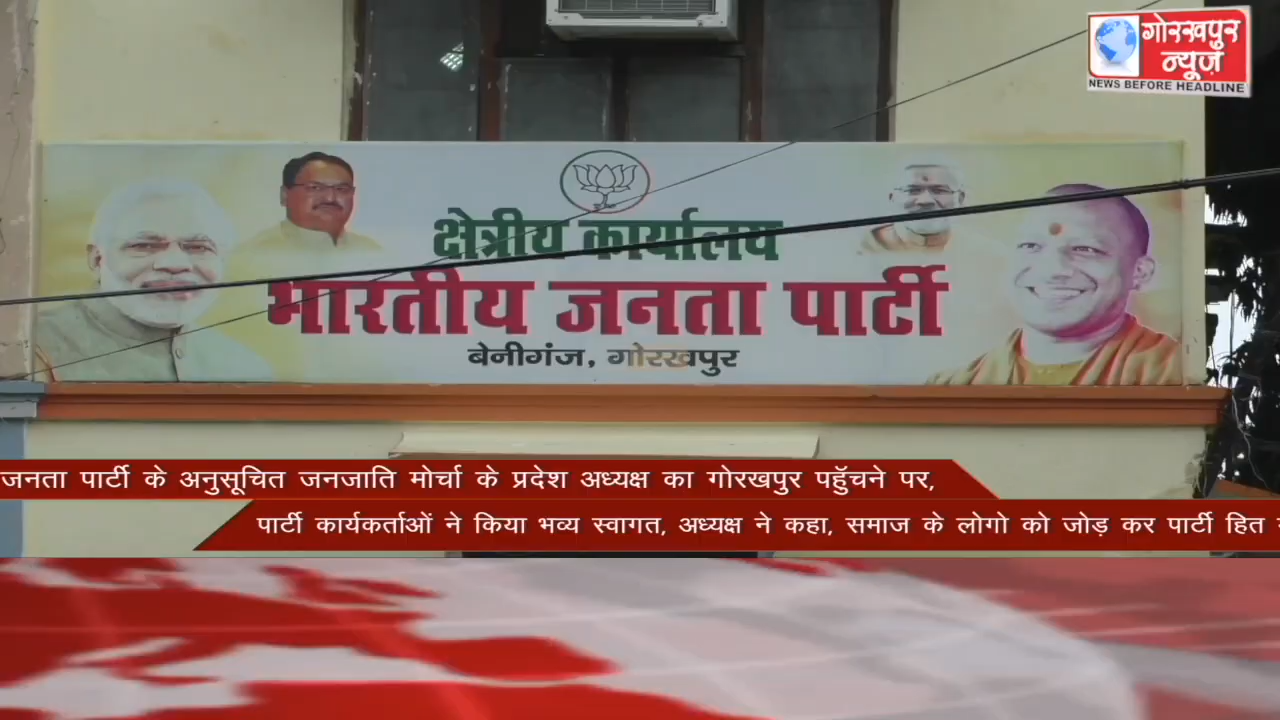 गोरखपुर
न्यूज़
NEWS BEFORE HEADLINE
क्षेत्रीय कार्यालय
भारतीय जनता पार्टी
बेनीगंज, गोरखपुर
जनता पार्टी के अनुसूचित जनजाति मोर्चा के प्रदेश अध्यक्ष का गोरखपुर पहुँचने पर,
पार्टी कार्यकर्ताओं ने किया भव्य स्वागत, अध्यक्ष ने कहा, समाज के लोगो को जोड़ कर पार्टी हित